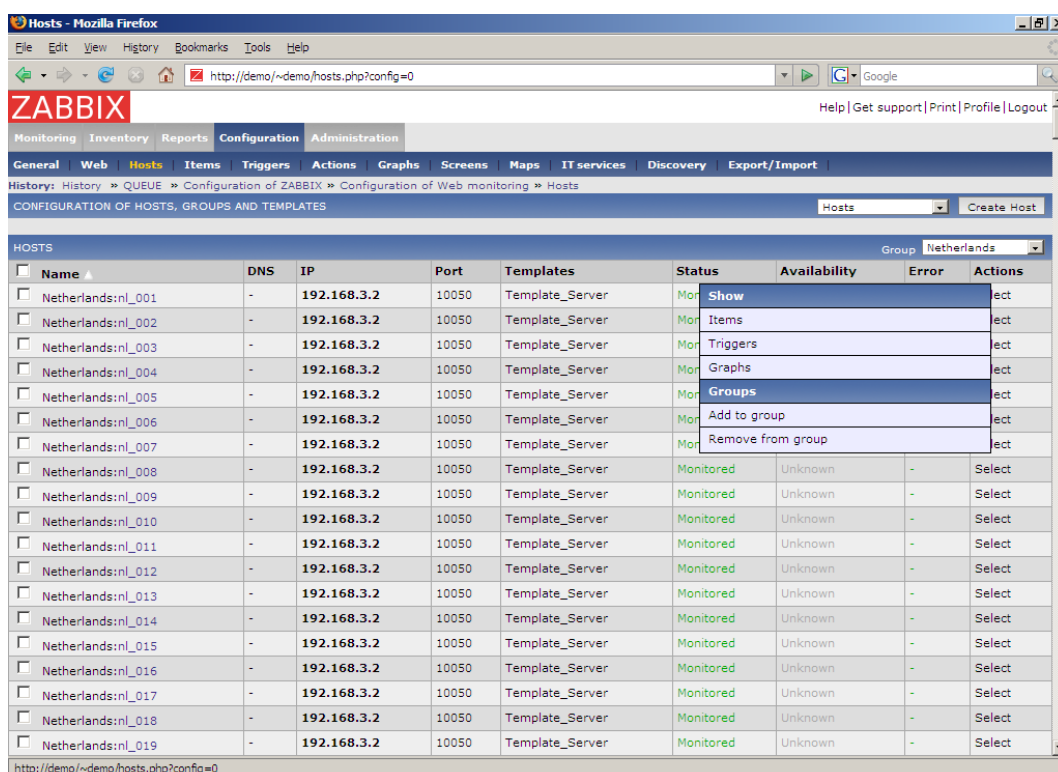 Hosts - Mozilla Firefox
File Edit View History Bookmarks Tools Help
http://demo/~demo/hosts.php?config=0 Google
ZABBIX Help|Get support|Print|Profile|Logout
Monitoring Inventory Reports Configuration Administration
General Web Hosts Items Triggers Actions Graphs Screens Maps IT services Discovery Export/Import
History: History » QUEUE » Configuration of ZABBIX » Configuration of Web monitoring » Hosts
CONFIGURATION OF HOSTS, GROUPS AND TEMPLATES Hosts Create Host
HOSTS Group Netherlands
Name DNS IP Port Templates Status Availability Error Actions
Netherlands:nl_001 - 192.168.3.2 10050 Template_Server Mor Show lect
Netherlands:nl_002 - 192.168.3.2 10050 Template_Server Mor Items lect
Netherlands:nl_003 - 192.168.3.2 10050 Template_Server Mor Triggers lect
Netherlands:nl_004 - 192.168.3.2 10050 Template_Server Mor Graphs lect
Netherlands:nl_005 - 192.168.3.2 10050 Template_Server Mor Groups lect
Netherlands:nl_006 - 192.168.3.2 10050 Template_Server Mor Add to group lect
Netherlands:nl_007 - 192.168.3.2 10050 Template_Server Mor Remove from group lect
Netherlands:nl_008 - 192.168.3.2 10050 Template_Server Monitored Unknown - Select
Netherlands:nl_009 - 192.168.3.2 10050 Template_Server Monitored Unknown - Select
Netherlands:nl_010 - 192.168.3.2 10050 Template_Server Monitored Unknown - Select
Netherlands:nl_011 - 192.168.3.2 10050 Template_Server Monitored Unknown - Select
Netherlands:nl_012 - 192.168.3.2 10050 Template_Server Monitored Unknown - Select
Netherlands:nl_013 - 192.168.3.2 10050 Template_Server Monitored Unknown - Select
Netherlands:nl_014 - 192.168.3.2 10050 Template_Server Monitored Unknown - Select
Netherlands:nl_015 - 192.168.3.2 10050 Template_Server Monitored Unknown - Select
Netherlands:nl_016 - 192.168.3.2 10050 Template_Server Monitored Unknown - Select
Netherlands:nl_017 - 192.168.3.2 10050 Template_Server Monitored Unknown - Select
Netherlands:nl_018 - 192.168.3.2 10050 Template_Server Monitored Unknown - Select
Netherlands:nl_019 - 192.168.3.2 10050 Template_Server Monitored Unknown - Select
http://demo/~demo/hosts.php?config=0